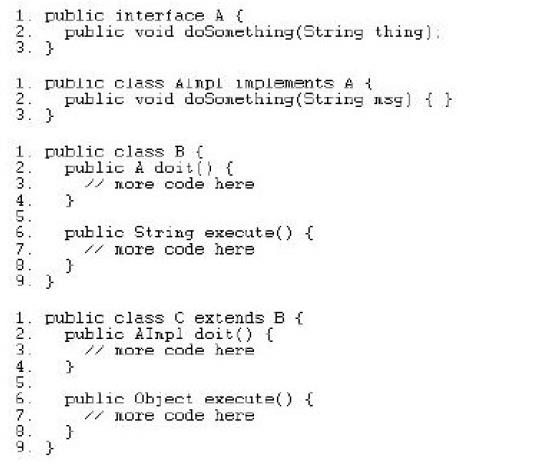 1. public interface A {
2.   public void doSomething(String thing);
3. }
1. public class AImpl implements A {
2.   public void doSomething(String msg) { }
3. }
1. public class B {
2.   public A doit() {
3.     // more code here
4.   }
5.
6.   public String execute() {
7.     // more code here
8.   }
9. }
1. public class C extends B {
2.   public AImpl doit() {
3.     // more code here
4.   }
5.
6.   public Object execute() {
7.     // more code here
8.   }
9. }